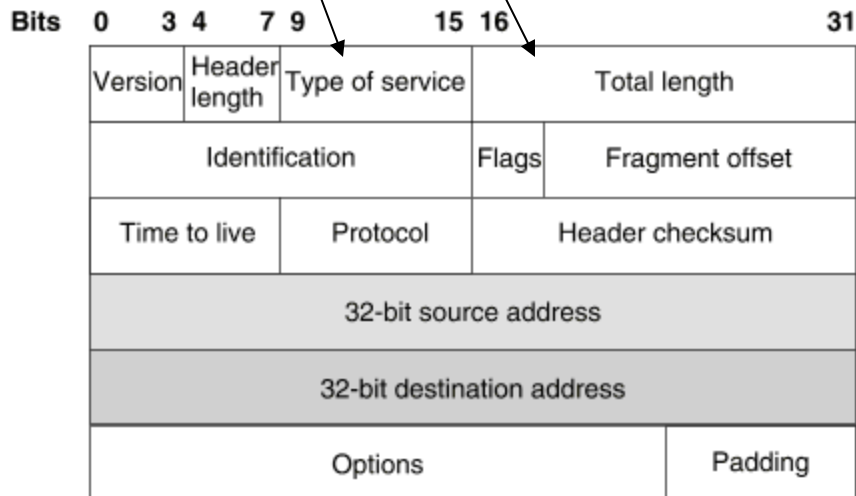 Bits 0 3 4 7 9 15 16 31
Version Header length Type of service Total length
Identification Flags Fragment offset
Time to live Protocol Header checksum
32-bit source address
32-bit destination address
Options Padding